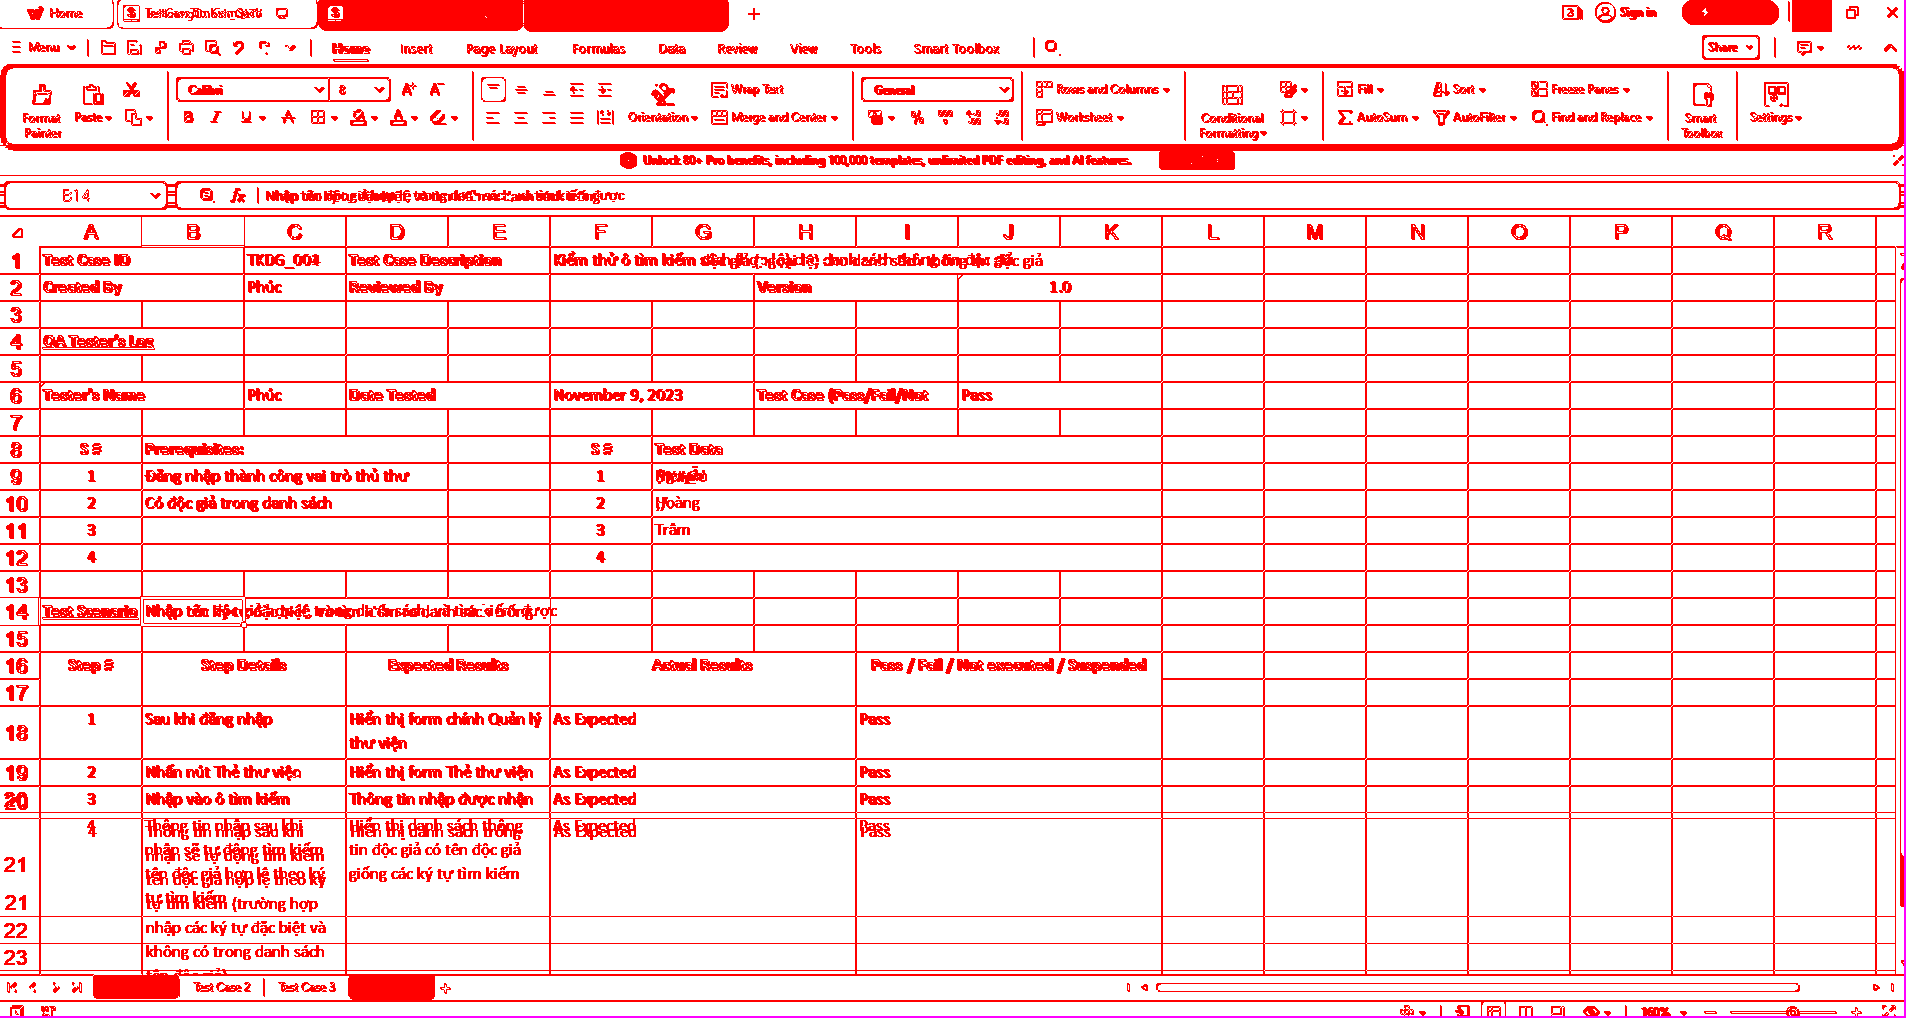 Home
Sign in
Menu Home Insert Page Layout Formulas Data Review View Tools Smart Toolbox Share
Calibri 8 Wrap Text General Rows and Columns Fill Sort Freeze Panes
Format Painter Paste Orientation Merge and Center Worksheet Conditional Formatting AutoSum AutoFilter Find and Replace Smart Toolbox Settings
Unlock 80+ Pro benefits, including 100,000 templates, unlimited PDF editing, and AI features.
B14 fx Nhập tên
A B C D E F G H I J K L M N O P Q R
1 Test Case ID TKDG_004 Test Case Description Kiểm thử ô tìm kiếm
2 Created By Phúc Reviewed By Version 1.0
3
4 QA Tester's Log
5
6 Tester's Name Phúc Date Tested November 9, 2023 Test Case (Pass/Fail/Not Pass
7
8 S # Prerequisites: S # Test Data
9 1 Đăng nhập thành công vai trò thủ thư 1
10 2 Có độc giả trong danh sách 2 Hoàng
11 3 3 Trâm
12 4 4
13
14 Test Scenario Nhập
15
16 Step # Step Details Expected Results Actual Results Pass / Fail / Not executed / Suspended
17
18 1 Sau khi đăng nhập Hiển thị form chính Quản lý thư viện As Expected Pass
19 2 Nhấn nút Thẻ thư viện Hiển thị form Thẻ thư viện As Expected Pass
20 3 Nhập vào ô tìm kiếm Thông tin nhập được nhận As Expected Pass
4 Thông tin nhập sau khi Hiển thị danh sách As Expected Pass
nhận sẽ tự động tìm kiếm tin độc giả có tên độc giả
21 tên độc giả hợp lệ theo ký giống các ký tự tìm kiếm
21 tự tìm kiếm (trường hợp
22 nhập các ký tự đặc biệt và
23 không có trong danh sách
Test Case 2 Test Case 3
160%